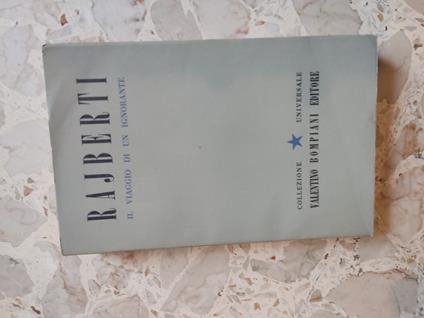 RAJBERTI
IL VIAGGIO DI UN IGNORANTE
COLLEZIONE ★ UNIVERSALE
VALENTINO BOMPIANI EDITORE